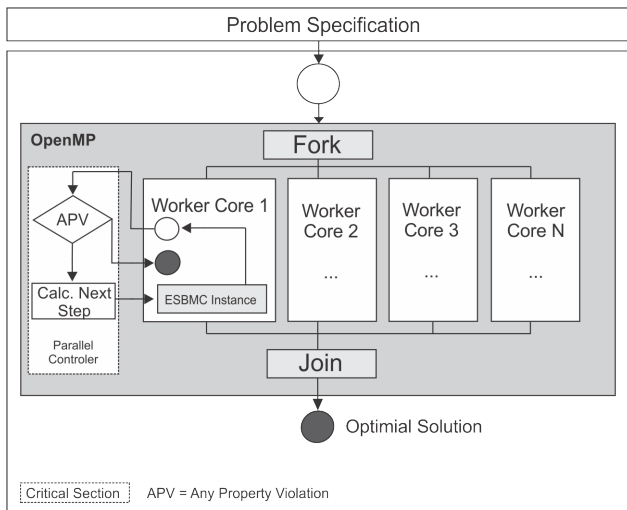 Problem Specification
OpenMP
Fork
APV
Calc. Next
Step
Parallel
Controler
Worker Core 1
ESBMC Instance
Worker
Core 2
...
Worker
Core 3
...
Worker
Core N
...
Join
Optimial Solution
Critical Section
APV = Any Property Violation